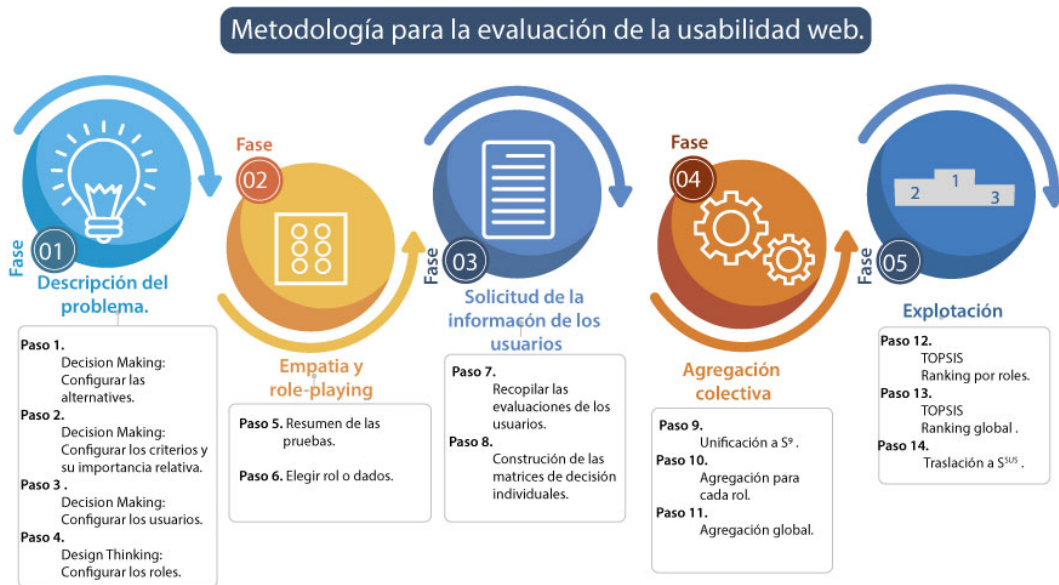 Metodología para la evaluación de la usabilidad web.
Fase
01
Descripción del
problema.
Paso 1.
Decision Making:
Configurar las
alternatives.
Paso 2.
Decision Making:
Configurar los criterios y
su importancia relativa.
Paso 3 .
Decision Making:
Configurar los usuarios.
Paso 4.
Design Thinking:
Configurar los roles.
Fase
02
Empatia y
role-playing
Paso 5. Resumen de las
pruebas.
Paso 6. Elegir rol o dados.
Fase
03
Solicitud de la
informacón de los
usuarios
Paso 7.
Recopilar las
evaluaciones de los
usuarios.
Paso 8.
Construcíon de las
matrices de decisión
individuales.
Fase
04
Agregación
colectiva
Paso 9.
Unificación a S⁹ .
Paso 10.
Agregación para
cada rol.
Paso 11.
Agregación global.
2
1
3
Fase
05
Explotación
Paso 12.
TOPSIS
Ranking por roles.
Paso 13.
TOPSIS
Ranking global .
Paso 14.
Traslación a Sˢᵁˢ .